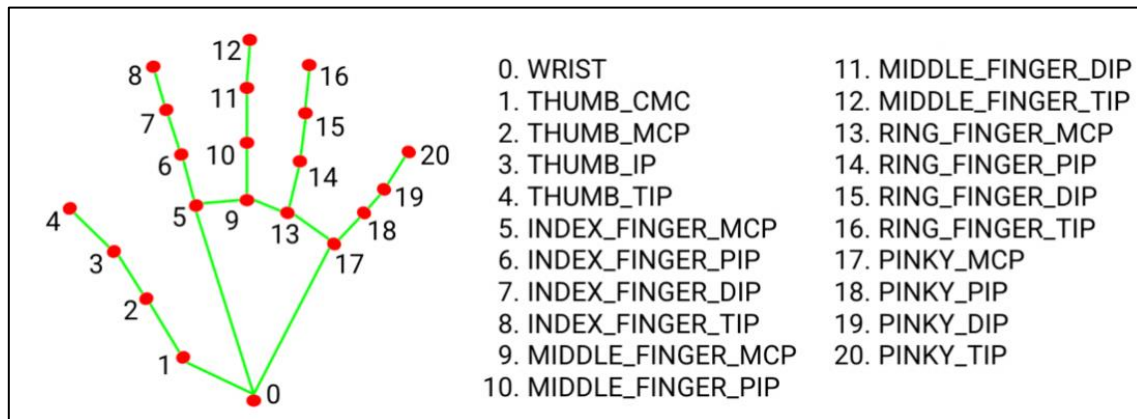 12
8
16
11
7
15
20
10
6
14
19
4
5
9
13
18
3
17
2
1
0
0. WRIST
1. THUMB_CMC
2. THUMB_MCP
3. THUMB_IP
4. THUMB_TIP
5. INDEX_FINGER_MCP
6. INDEX_FINGER_PIP
7. INDEX_FINGER_DIP
8. INDEX_FINGER_TIP
9. MIDDLE_FINGER_MCP
10. MIDDLE_FINGER_PIP
11. MIDDLE_FINGER_DIP
12. MIDDLE_FINGER_TIP
13. RING_FINGER_MCP
14. RING_FINGER_PIP
15. RING_FINGER_DIP
16. RING_FINGER_TIP
17. PINKY_MCP
18. PINKY_PIP
19. PINKY_DIP
20. PINKY_TIP